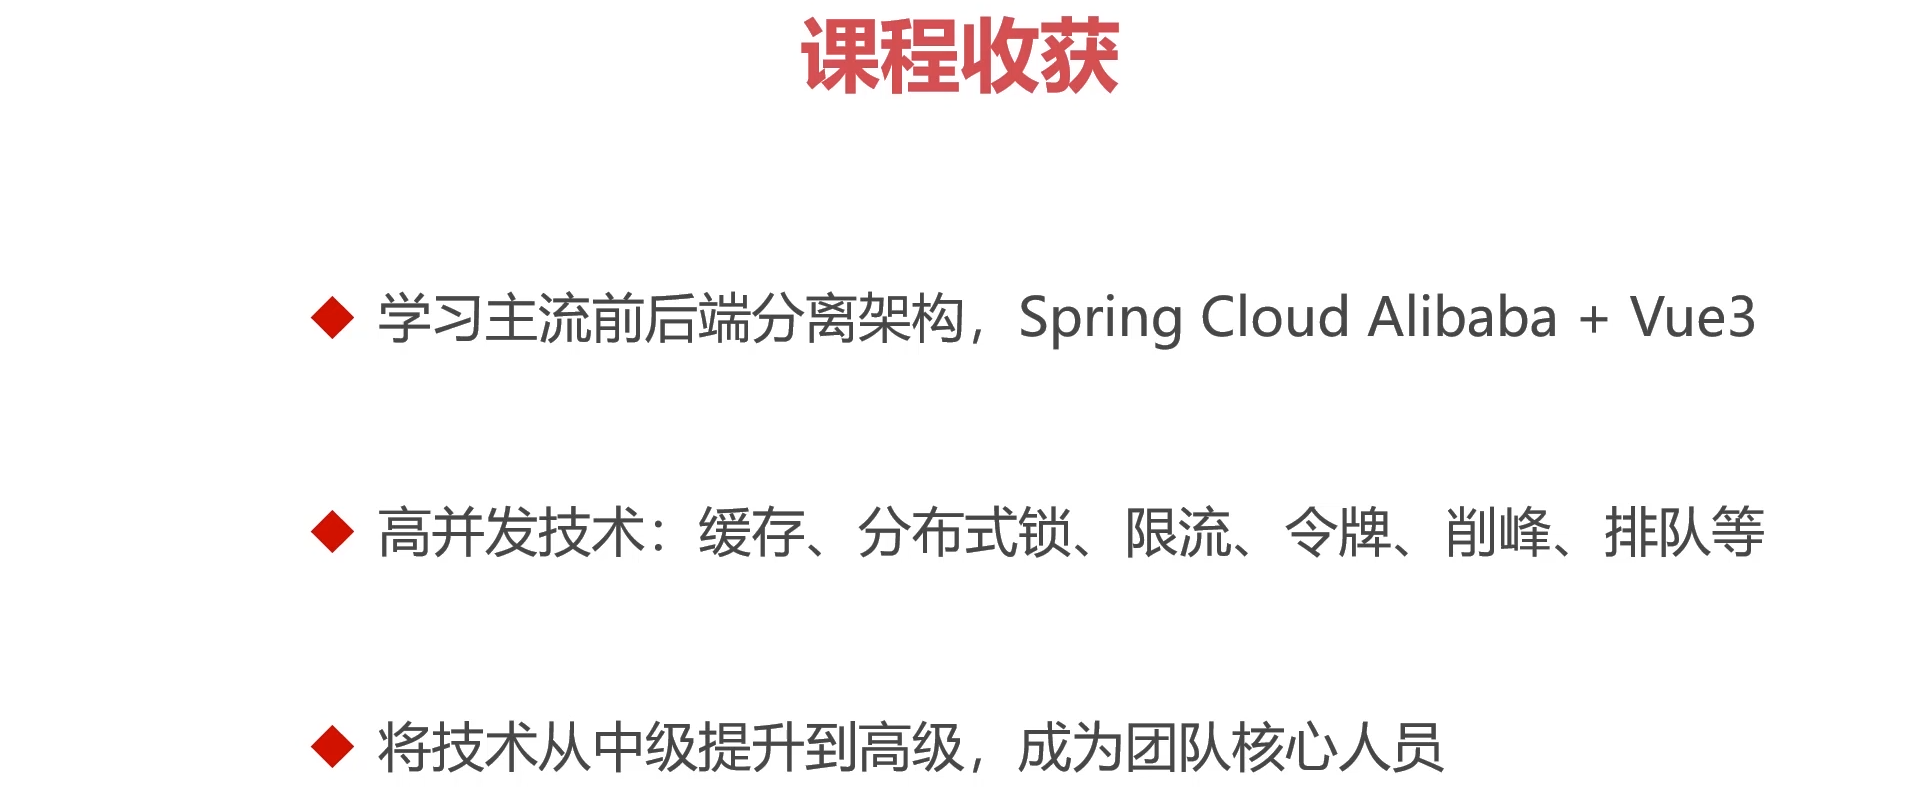 课程收获
学习主流前后端分离架构，Spring Cloud Alibaba + Vue3
高并发技术：缓存、分布式锁、限流、令牌、削峰、排队等
将技术从中级提升到高级，成为团队核心人员